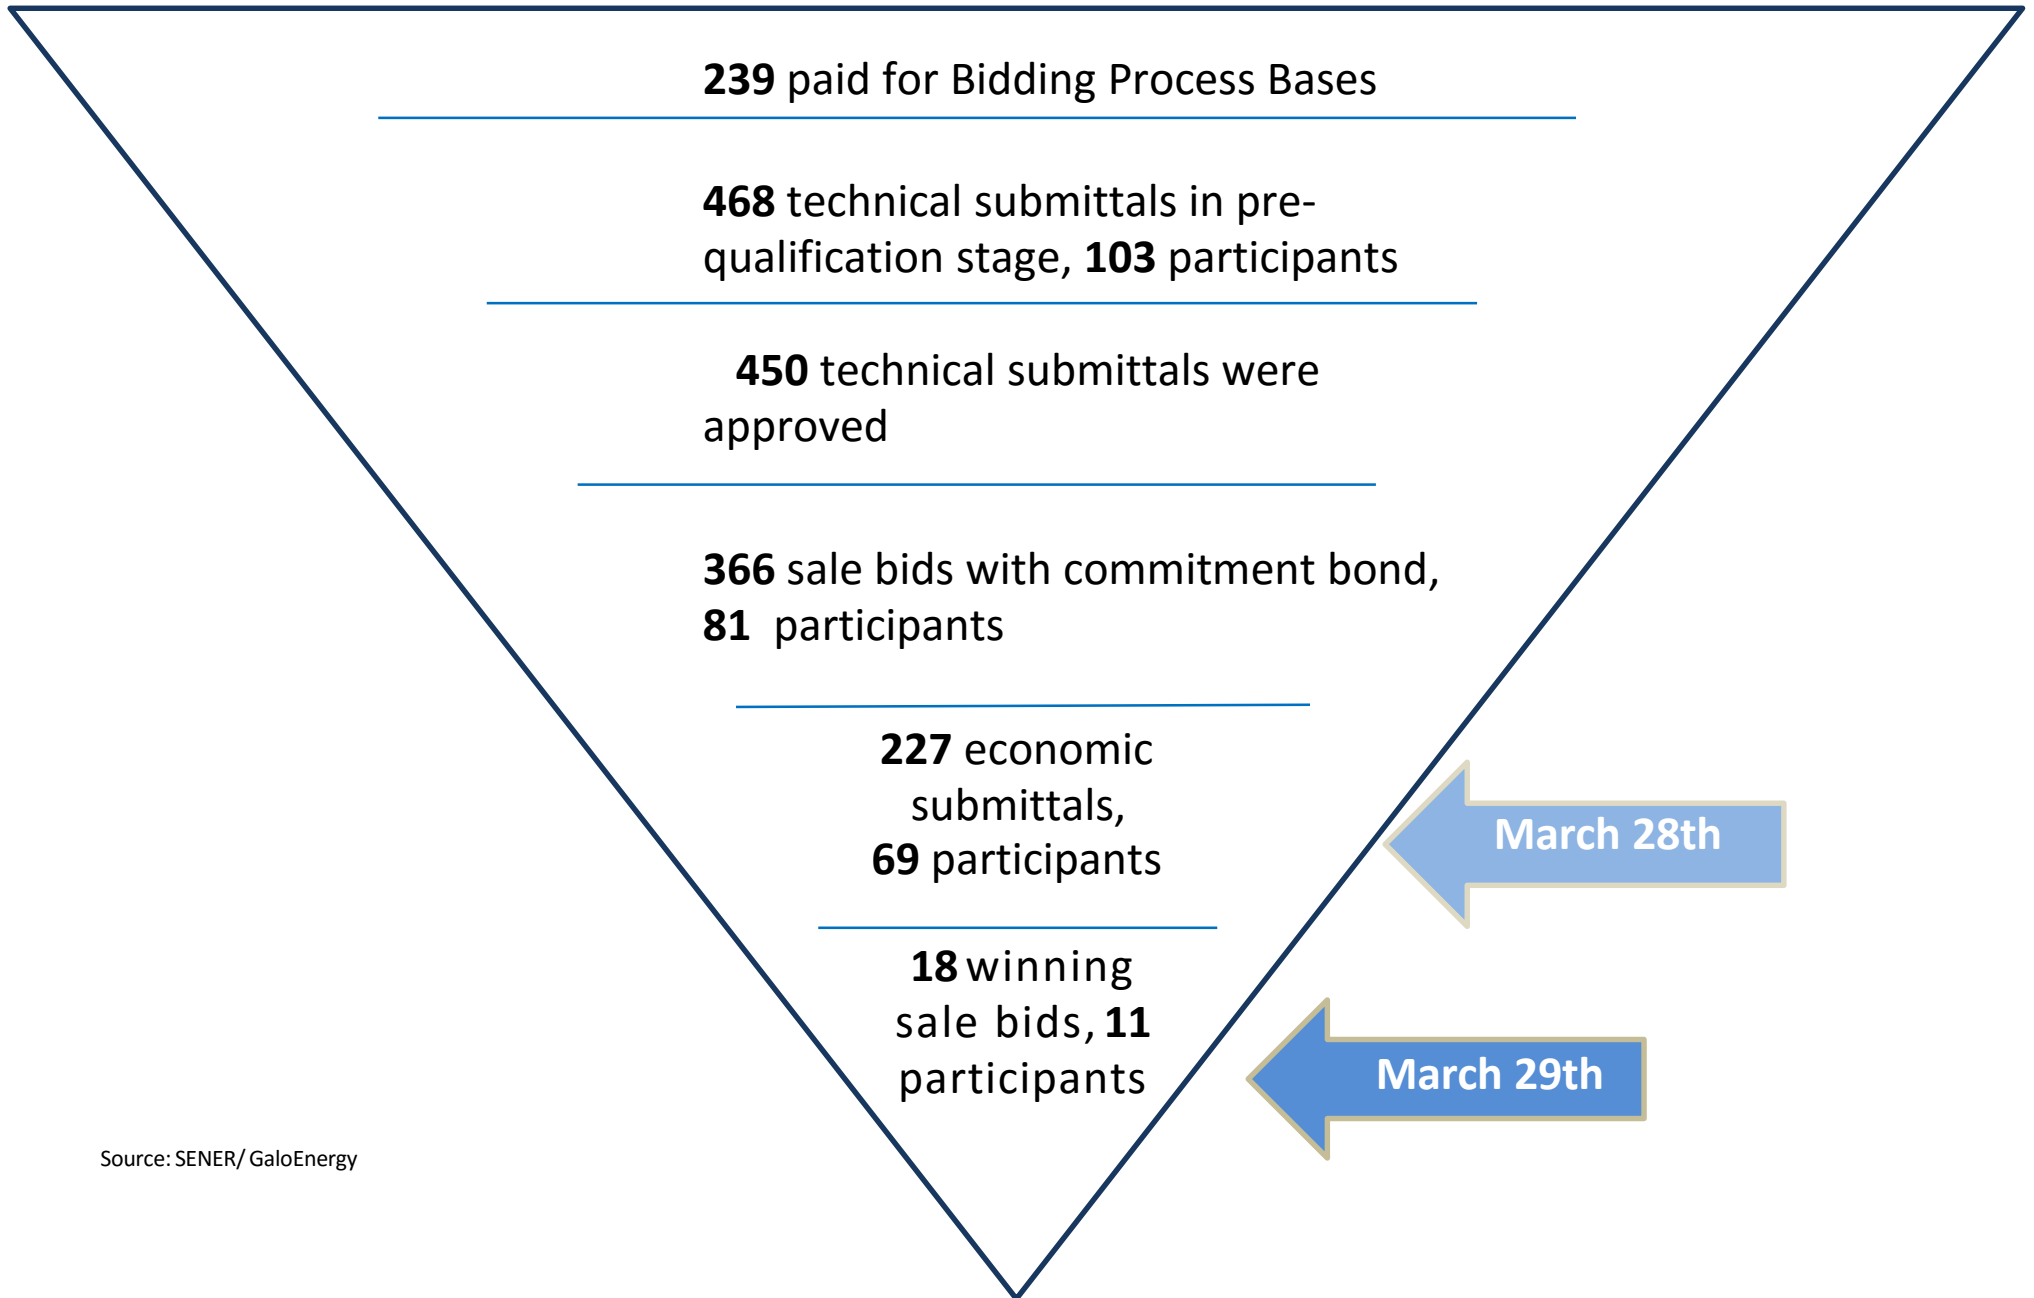 239 paid for Bidding Process Bases
468 technical submittals in pre-
qualification stage, 103 participants
450 technical submittals were
approved
366 sale bids with commitment bond,
81 participants
227 economic
submittals,
69 participants
March 28th
18 winning
sale bids, 11
participants
March 29th
Source: SENER/ GaloEnergy